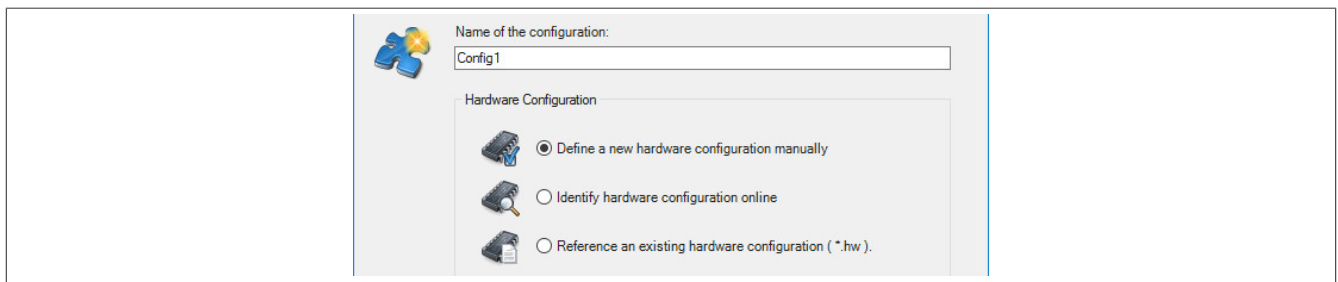 Name of the configuration:
Config1
Hardware Configuration
Define a new hardware configuration manually
Identify hardware configuration online
Reference an existing hardware configuration ( *.hw ).